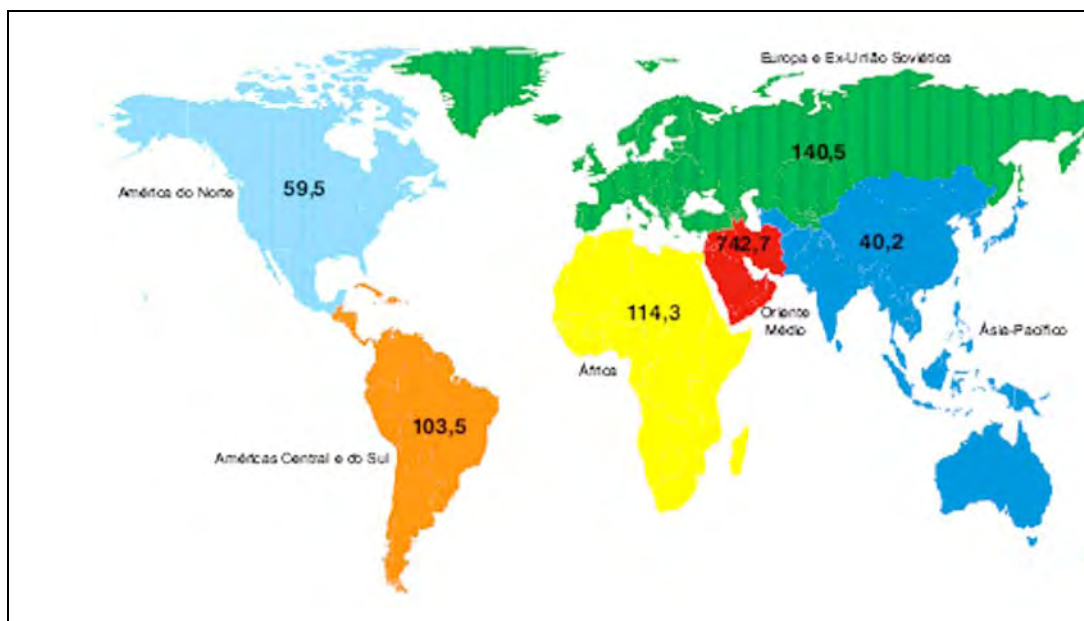 Europa e Ex-União Soviética
140,5
América do Norte
59,5
742,7
40,2
114,3
Oriente
Médio
Ásia-Pacífico
África
103,5
Américas Central e do Sul